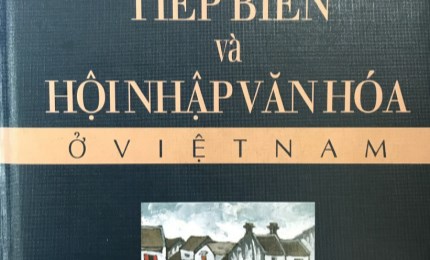 TIẾP BIẾN
và
HỘI NHẬP VĂN HÓA
Ở VIỆT NAM